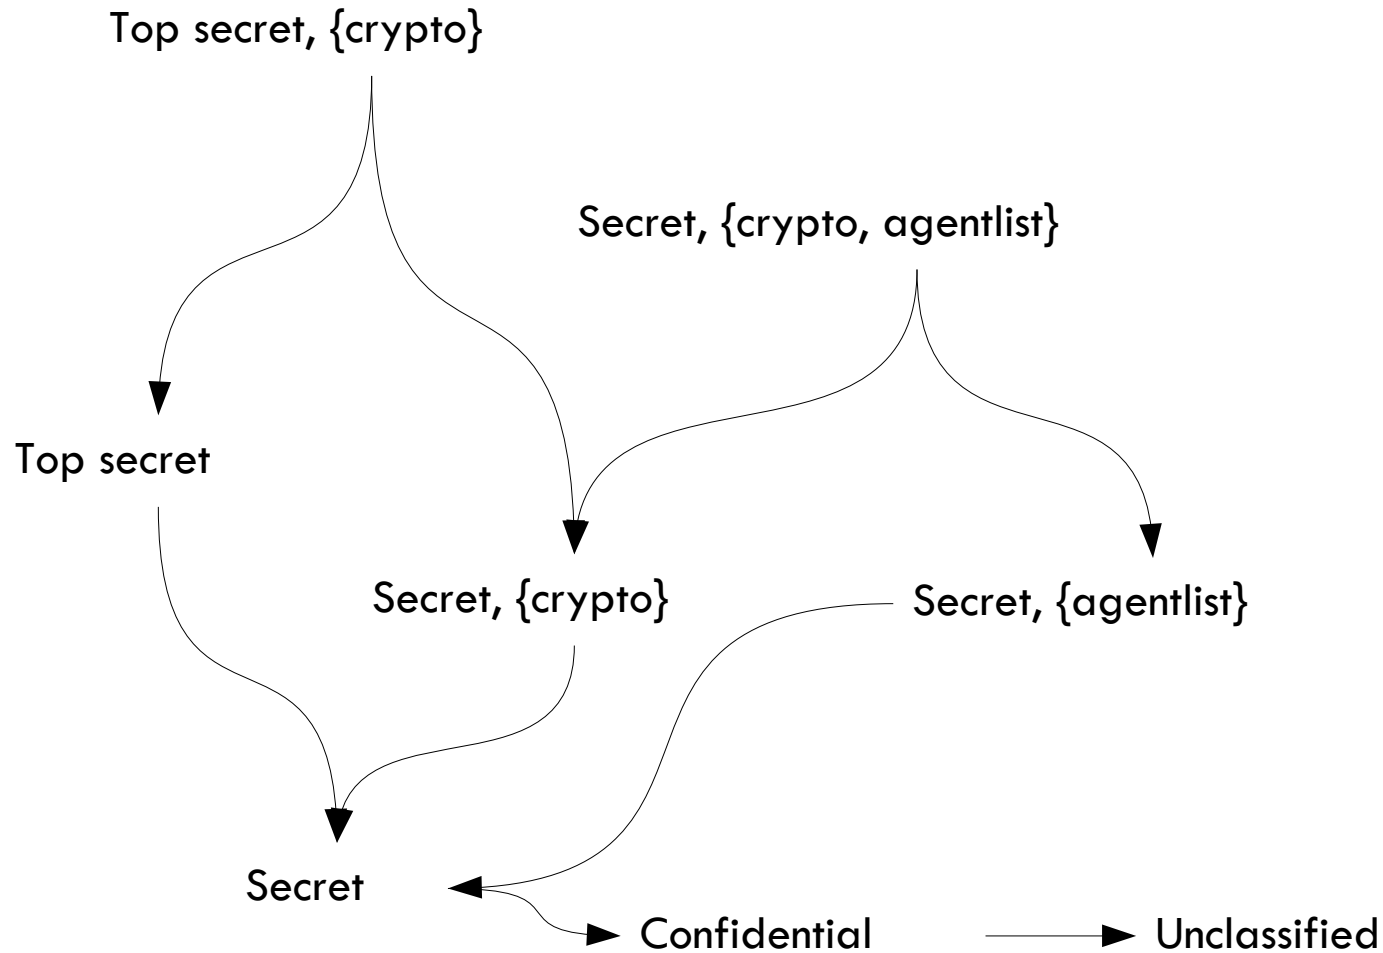 Top secret, {crypto}
Secret, {crypto, agentlist}
Top secret
Secret, {crypto}
Secret, {agentlist}
Secret
Confidential
Unclassified